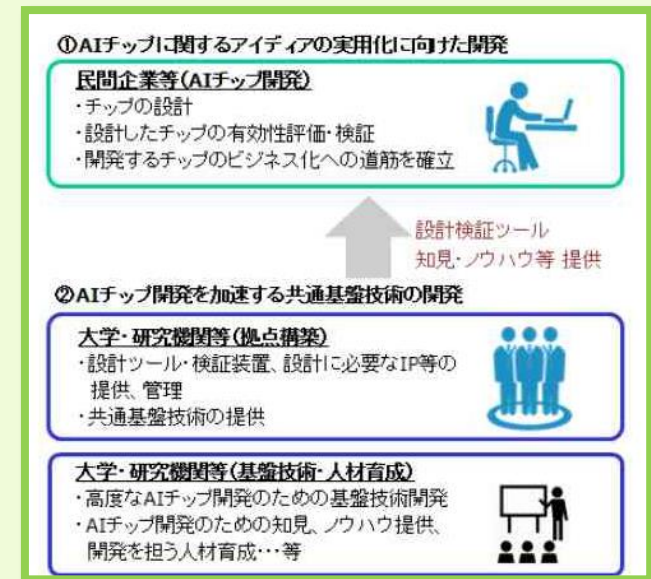 ①AIチップに関するアイディアの実用化に向けた開発
民間企業等(AIチップ開発)
・チップの設計
・設計したチップの有効性評価・検証
・開発するチップのビジネス化への道筋を確立
設計検証ツール
知見・ノウハウ等 提供
②AIチップ開発を加速する共通基盤技術の開発
大学・研究機関等(拠点構築)
・設計ツール・検証装置、設計に必要なIP等の
提供、管理
・共通基盤技術の提供
大学・研究機関等(基盤技術・人材育成)
・高度なAIチップ開発のための基盤技術開発
・AIチップ開発のための知見、ノウハウ提供、
開発を担う人材育成・・・等